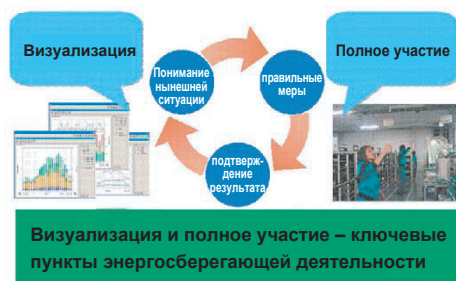 Визуализация
Полное участие
Понимание
нынешней
ситуации
правильные
меры
подтверж-
дение
результата
Визуализация и полное участие – ключевые
пункты энергосберегающей деятельности